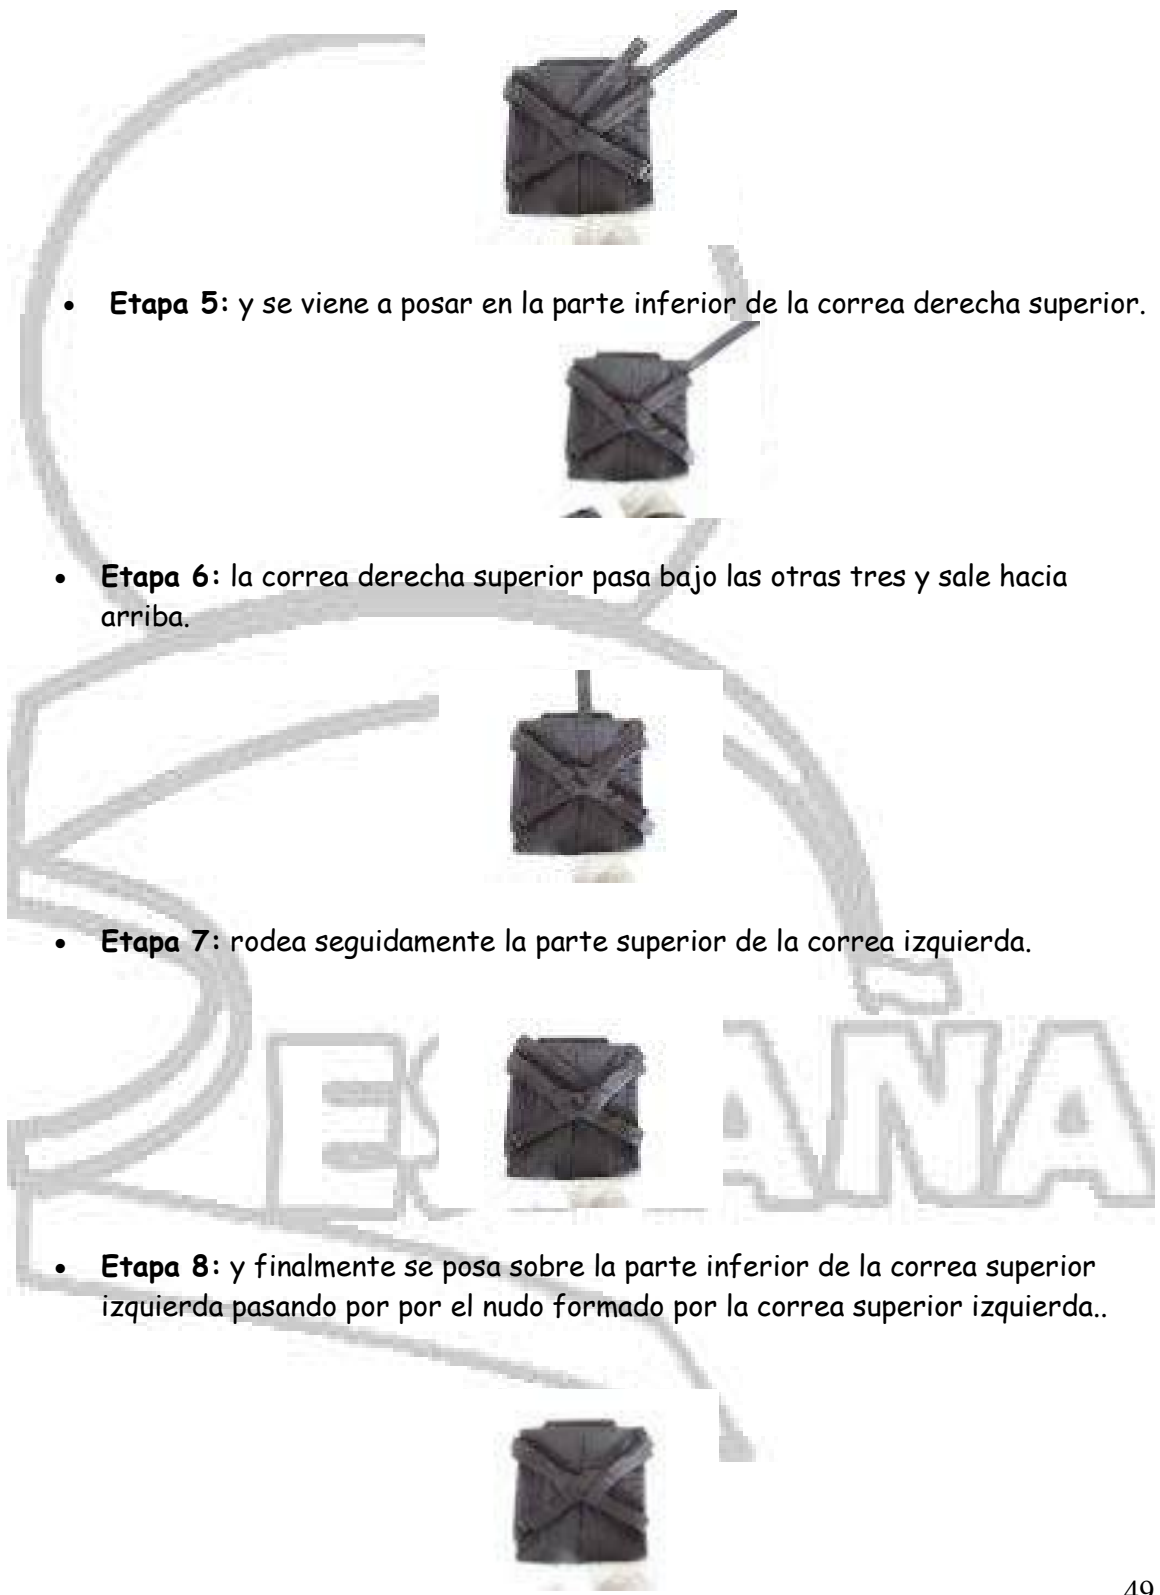 • Etapa 5: y se viene a posar en la parte inferior de la correa derecha superior.
• Etapa 6: la correa derecha superior pasa bajo las otras tres y sale hacia
arriba.
• Etapa 7: rodea seguidamente la parte superior de la correa izquierda.
ESPAÑA
• Etapa 8: y finalmente se posa sobre la parte inferior de la correa superior
izquierda pasando por por el nudo formado por la correa superior izquierda..
49